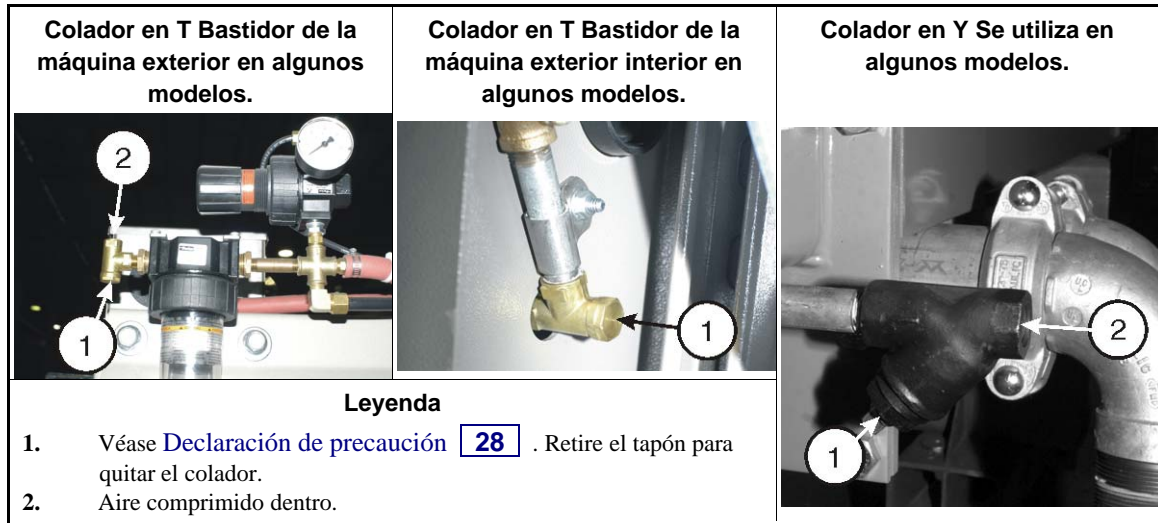 Colador en T Bastidor de la
máquina exterior en algunos
modelos.
Colador en T Bastidor de la
máquina exterior interior en
algunos modelos.
Colador en Y Se utiliza en
algunos modelos.
2
1
1
2
1
Leyenda
1. Véase Declaración de precaución 28 . Retire el tapón para
quitar el colador.
2. Aire comprimido dentro.